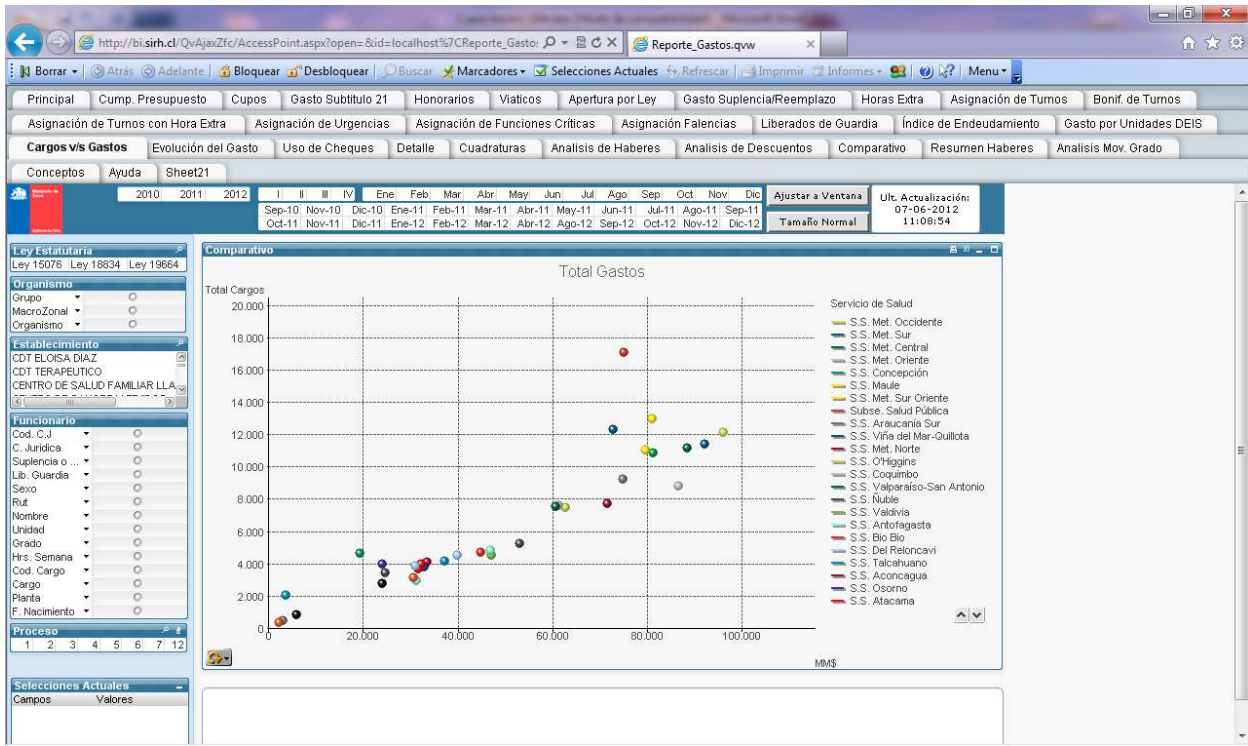 http://bi.sirh.cl/QvAjaxZfc/AccessPoint.aspx?open=&id=localhost%7CReporte_Gasto: Reporte_Gastos.qvw
Borrar Atrás Adelante Bloquear Desbloquear Buscar Marcadores Selecciones Actuales Refrescar Imprimir Informes Menu
Principal Cump. Presupuesto Cupos Gasto Subtitulo 21 Honorarios Viaticos Apertura por Ley Gasto Suplencia/Reemplazo Horas Extra Asignación de Turnos Bonif. de Turnos
Asignación de Turnos con Hora Extra Asignación de Urgencias Asignación de Funciones Críticas Asignación Falencias Liberados de Guardia Índice de Endeudamiento Gasto por Unidades DEIS
Cargos v/s Gastos Evolución del Gasto Uso de Cheques Detalle Cuadraturas Analisis de Haberes Analisis de Descuentos Comparativo Resumen Haberes Analisis Mov. Grado
Conceptos Ayuda Sheet21
2010 2011 2012 I II III IV Ene Feb Mar Abr May Jun Jul Ago Sep Oct Nov Dic
Sep-10 Nov-10 Dic-10 Ene-11 Feb-11 Mar-11 Abr-11 May-11 Jun-11 Jul-11 Ago-11 Sep-11
Oct-11 Nov-11 Dic-11 Ene-12 Feb-12 Mar-12 Abr-12 Ago-12 Sep-12 Oct-12 Nov-12 Dic-12
Ajustar a Ventana
Tamaño Normal
Ult. Actualización:
07-06-2012
11:08:54
Ley Estatutaria
Ley 15076 Ley 18834 Ley 19664
Organismo
Grupo
MacroZonal
Organismo
Establecimiento
CDT ELOISA DIAZ
CDT TERAPEUTICO
CENTRO DE SALUD FAMILIAR LLA
Funcionario
Cod. C.J
C. Juridica
Suplencia o ...
Lib. Guardia
Sexo
Rut
Nombre
Unidad
Grado
Hrs. Semana
Cod. Cargo
Cargo
Planta
F. Nacimiento
Proceso
1 2 3 4 5 6 7 12
Selecciones Actuales
Campos Valores
Comparativo
Total Gastos
Total Cargos
20.000
18.000
16.000
14.000
12.000
10.000
8.000
6.000
4.000
2.000
0
0 20.000 40.000 60.000 80.000 100.000
MM$
Servicio de Salud
S.S. Met. Occidente
S.S. Met. Sur
S.S. Met. Central
S.S. Met. Oriente
S.S. Concepción
S.S. Maule
S.S. Met. Sur Oriente
Subse. Salud Pública
S.S. Araucanía Sur
S.S. Viña del Mar-Quillota
S.S. Met. Norte
S.S. O'Higgins
S.S. Coquimbo
S.S. Valparaíso-San Antonio
S.S. Ñuble
S.S. Valdivia
S.S. Antofagasta
S.S. Bio Bio
S.S. Del Reloncavi
S.S. Talcahuano
S.S. Aconcagua
S.S. Osorno
S.S. Atacama